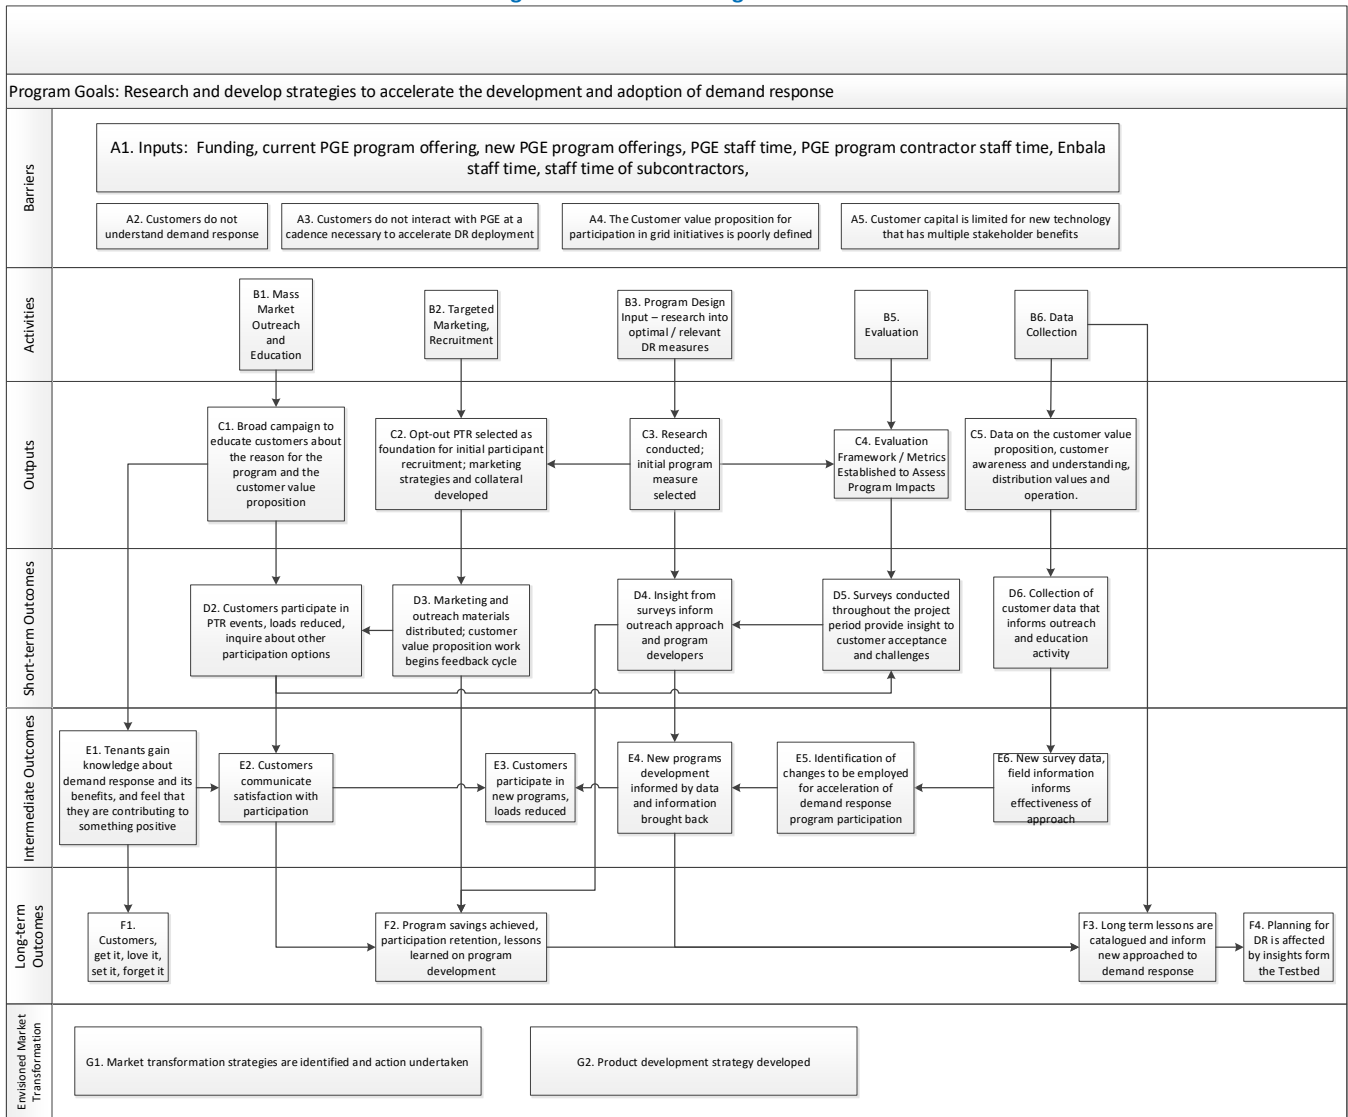 Program Goals: Research and develop strategies to accelerate the development and adoption of demand response
Barriers
A1. Inputs:  Funding, current PGE program offering, new PGE program offerings, PGE staff time, PGE program contractor staff time, Enbala
staff time, staff time of subcontractors,
A2. Customers do not
understand demand response
A3. Customers do not interact with PGE at a
cadence necessary to accelerate DR deployment
A4. The Customer value proposition for
participation in grid initiatives is poorly defined
A5. Customer capital is limited for new technology
that has multiple stakeholder benefits
Activities
B1. Mass
Market
Outreach
and
Education
B2. Targeted
Marketing,
Recruitment
B3. Program Design
Input – research into
optimal / relevant
DR measures
B5.
Evaluation
B6. Data
Collection
Outputs
C1. Broad campaign to
educate customers about
the reason for the
program and the
customer value
proposition
C2. Opt-out PTR selected as
foundation for initial participant
recruitment; marketing
strategies and collateral
developed
C3. Research
conducted;
initial program
measure
selected
C4. Evaluation
Framework / Metrics
Established to Assess
Program Impacts
C5. Data on the customer value
proposition, customer
awareness and understanding,
distribution values and
operation.
Short-term Outcomes
D2. Customers participate in
PTR events, loads reduced,
inquire about other
participation options
D3. Marketing and
outreach materials
distributed; customer
value proposition work
begins feedback cycle
D4. Insight from
surveys inform
outreach approach
and program
developers
D5. Surveys conducted
throughout the project
period provide insight to
customer acceptance
and challenges
D6. Collection of
customer data that
informs outreach
and education
activity
Intermediate Outcomes
E1. Tenants gain
knowledge about
demand response and its
benefits, and feel that
they are contributing to
something positive
E2. Customers
communicate
satisfaction with
participation
E3. Customers
participate in
new programs,
loads reduced
E4. New programs
development
informed by data
and information
brought back
E5. Identification of
changes to be employed
for acceleration of
demand response
program participation
E6. New survey data,
field information
informs
effectiveness of
approach
Long-term
Outcomes
F1.
Customers,
get it, love it,
set it, forget it
F2. Program savings achieved,
participation retention, lessons
learned on program
development
F3. Long term lessons are
catalogued and inform
new approached to
demand response
F4. Planning for
DR is affected
by insights form
the Testbed
Envisioned Market
Transformation
G1. Market transformation strategies are identified and action undertaken
G2. Product development strategy developed